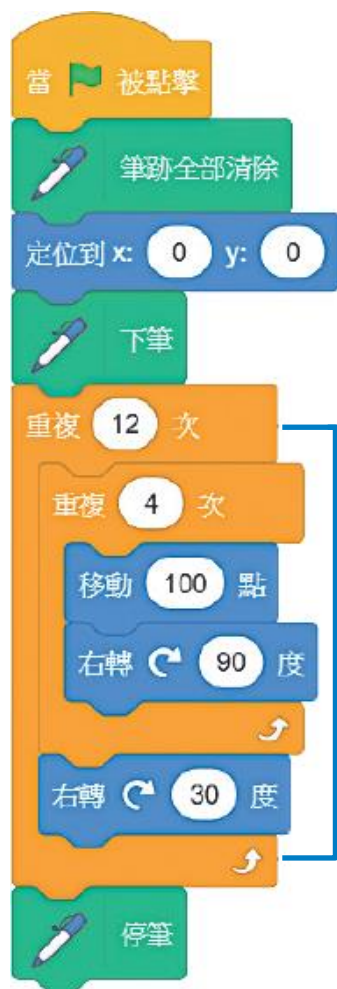 當 被點擊
筆跡全部清除
定位到 x: 0 y: 0
下筆
重複 12 次
重複 4 次
移動 100 點
右轉 90 度
右轉 30 度
停筆